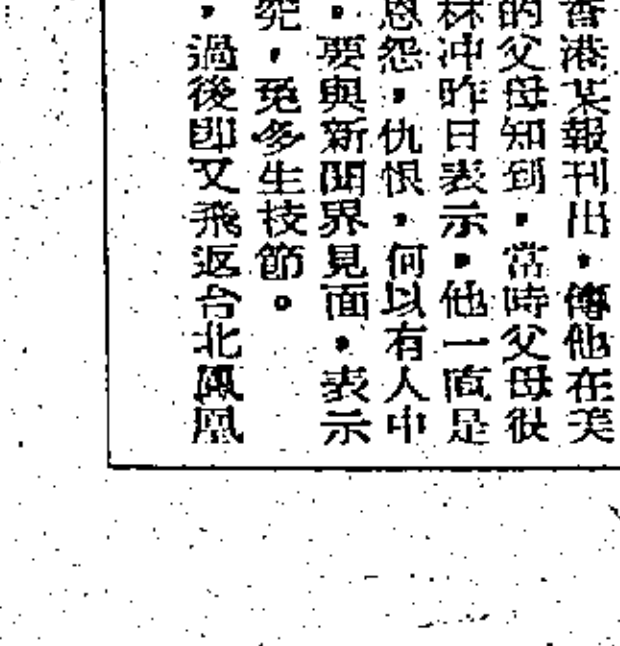 香港某報刊出，傳他在美
的父母知到，當時父母很
林冲昨日表示，他一直是
恩怨，仇恨，何以有人中
，要與新聞界見面，表示
究，免多生技節。
，過後即又飛返台北鳳凰